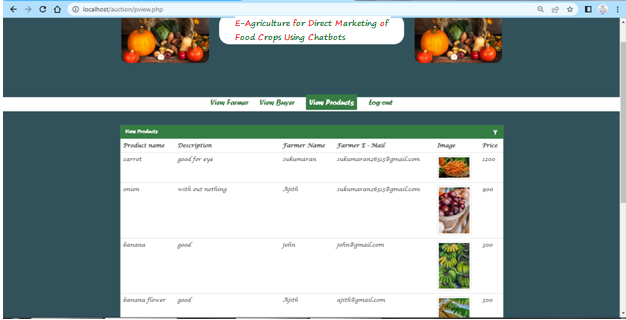 localhost/auction/pview.php
E-Agriculture for Direct Marketing of
Food Crops Using Chatbots
View Farmer View Buyer View Products Log out
View Products
Product name Description Farmer Name Farmer E - Mail Image Price
carrot good for eye sukumaran sukumaran26515@gmail.com 1200
onion with out nothing Ajith sukumaran26515@gmail.com 900
banana good john john@gmail.com 500
banana flower good Ajith ajith@gmail.com 500